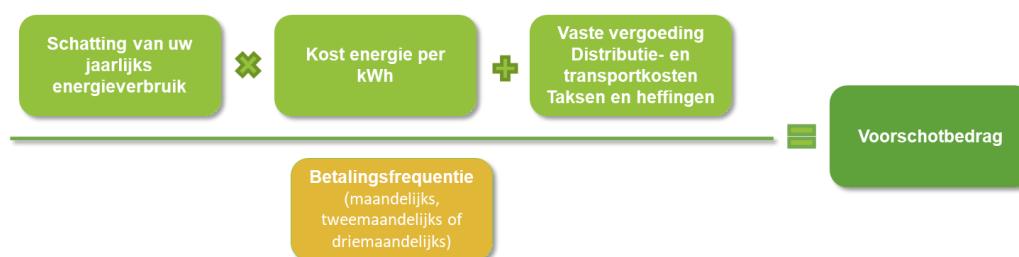 Schatting van uw
jaarlijks
energieverbruik
Kost energie per
kWh
Vaste vergoeding
Distributie- en
transportkosten
Taksen en heffingen
Voorschotbedrag
Betalingsfrequentie
(maandelijks,
tweemaandelijks of
driemaandelijks)